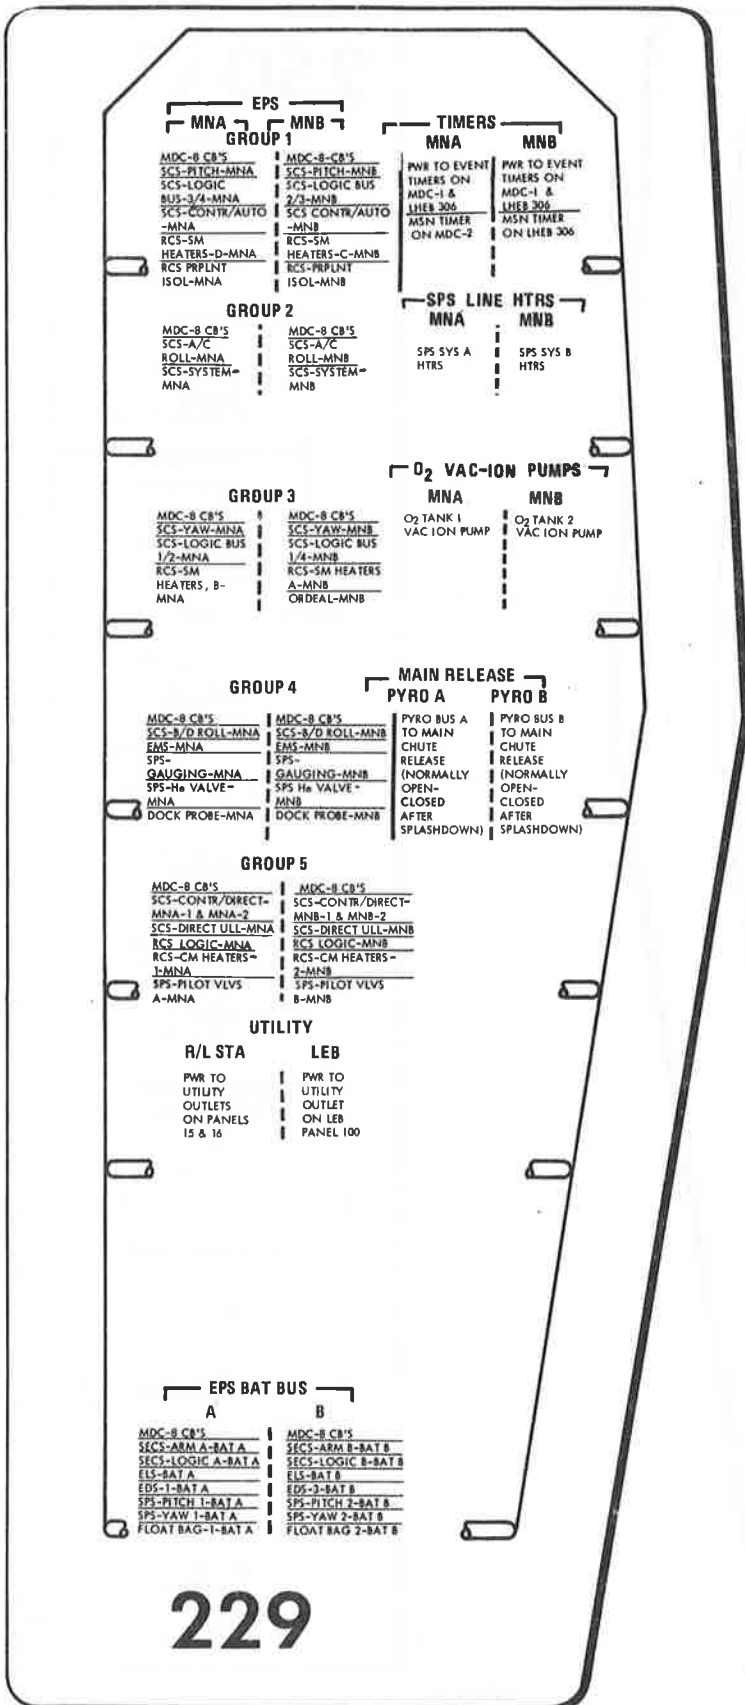 EPS
MNA MNB
GROUP 1
MDC-8 CB'S
SCS-PITCH-MNA
SCS-LOGIC
BUS-3/4-MNA
SCS-CONTR/AUTO
-MNA
RCS-SM
HEATERS-D-MNA
RCS PRPLNT
ISOL-MNA
MDC-8-CB'S
SCS-PITCH-MNB
SCS-LOGIC BUS
2/3-MNB
SCS CONTR/AUTO
-MNB
RCS-SM
HEATERS-C-MNB
RCS-PRPLNT
ISOL-MNB
TIMERS
MNA MNB
PWR TO EVENT
TIMERS ON
MDC-1 &
LHEB 306
MSN TIMER
ON MDC-2
PWR TO EVENT
TIMERS ON
MDC-1 &
LHEB 306
MSN TIMER
ON LHEB 306
GROUP 2
MDC-8 CB'S
SCS-A/C
ROLL-MNA
SCS-SYSTEM-
MNA
MDC-8 CB'S
SCS-A/C
ROLL-MNB
SCS-SYSTEM-
MNB
SPS LINE HTRS
MNA MNB
SPS SYS A
HTRS
SPS SYS B
HTRS
GROUP 3
MDC-8 CB'S
SCS-YAW-MNA
SCS-LOGIC BUS
1/2-MNA
RCS-SM
HEATERS, B-
MNA
MDC-8 CB'S
SCS-YAW-MNB
SCS-LOGIC BUS
1/4-MNB
RCS-SM HEATERS
A-MNB
ORDEAL-MNB
O2 VAC-ION PUMPS
MNA MNB
O2 TANK 1
VAC ION PUMP
O2 TANK 2
VAC ION PUMP
GROUP 4
MDC-8 CB'S
SCS-B/D ROLL-MNA
EMS-MNA
SPS-
GAUGING-MNA
SPS-He VALVE-
MNA
DOCK PROBE-MNA
MDC-8 CB'S
SCS-B/D ROLL-MNB
EMS-MNB
SPS-
GAUGING-MNB
SPS He VALVE-
MNB
DOCK PROBE-MNB
MAIN RELEASE
PYRO A PYRO B
PYRO BUS A
TO MAIN
CHUTE
RELEASE
(NORMALLY
OPEN-
CLOSED
AFTER
SPLASHDOWN)
PYRO BUS B
TO MAIN
CHUTE
RELEASE
(NORMALLY
OPEN-
CLOSED
AFTER
SPLASHDOWN)
GROUP 5
MDC-8 CB'S
SCS-CONTR/DIRECT-
MNA-1 & MNA-2
SCS-DIRECT ULL-MNA
RCS LOGIC-MNA
RCS-CM HEATERS-
1-MNA
SPS-PILOT VLVS
A-MNA
MDC-8 CB'S
SCS-CONTR/DIRECT-
MNB-1 & MNB-2
SCS-DIRECT ULL-MNB
RCS LOGIC-MNB
RCS-CM HEATERS-
2-MNB
SPS-PILOT VLVS
B-MNB
UTILITY
R/L STA LEB
PWR TO
UTILITY
OUTLETS
ON PANELS
15 & 16
PWR TO
UTILITY
OUTLET
ON LEB
PANEL 100
EPS BAT BUS
A B
MDC-8 CB'S
SECS-ARM A-BAT A
SECS-LOGIC A-BAT A
ELS-BAT A
EDS-1-BAT A
SPS-PITCH 1-BAT A
SPS-YAW 1-BAT A
FLOAT BAG-1-BAT A
MDC-8 CB'S
SECS-ARM B-BAT B
SECS-LOGIC B-BAT B
ELS-BAT B
EDS-3-BAT B
SPS-PITCH 2-BAT B
SPS-YAW 2-BAT B
FLOAT BAG 2-BAT B
229